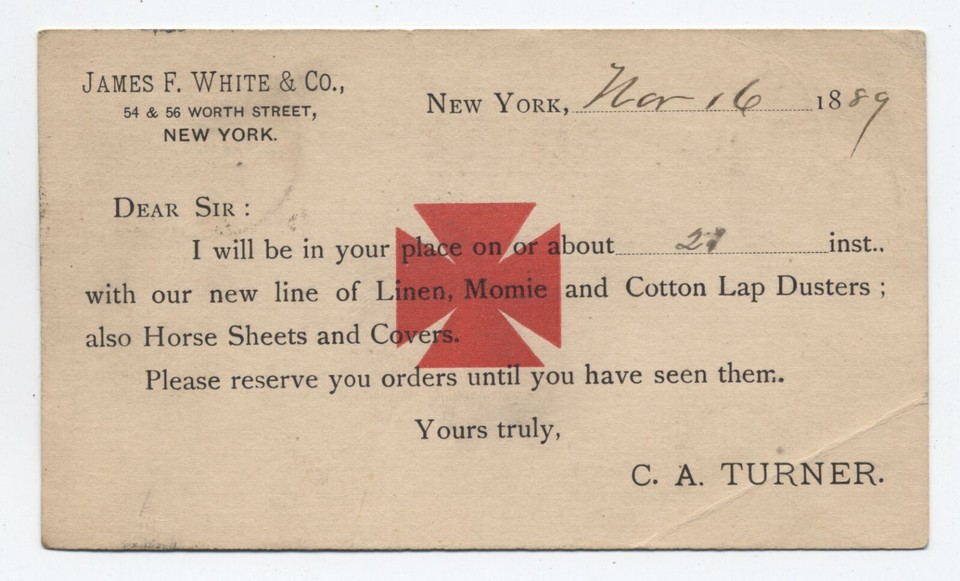 JAMES F. WHITE & CO.,
54 & 56 WORTH STREET,
NEW YORK.
NEW YORK, Nov 16 1889
DEAR SIR :
I will be in your place on or about 21 inst..
with our new line of Linen, Momie and Cotton Lap Dusters ;
also Horse Sheets and Covers.
Please reserve you orders until you have seen them..
Yours truly,
C. A. TURNER.